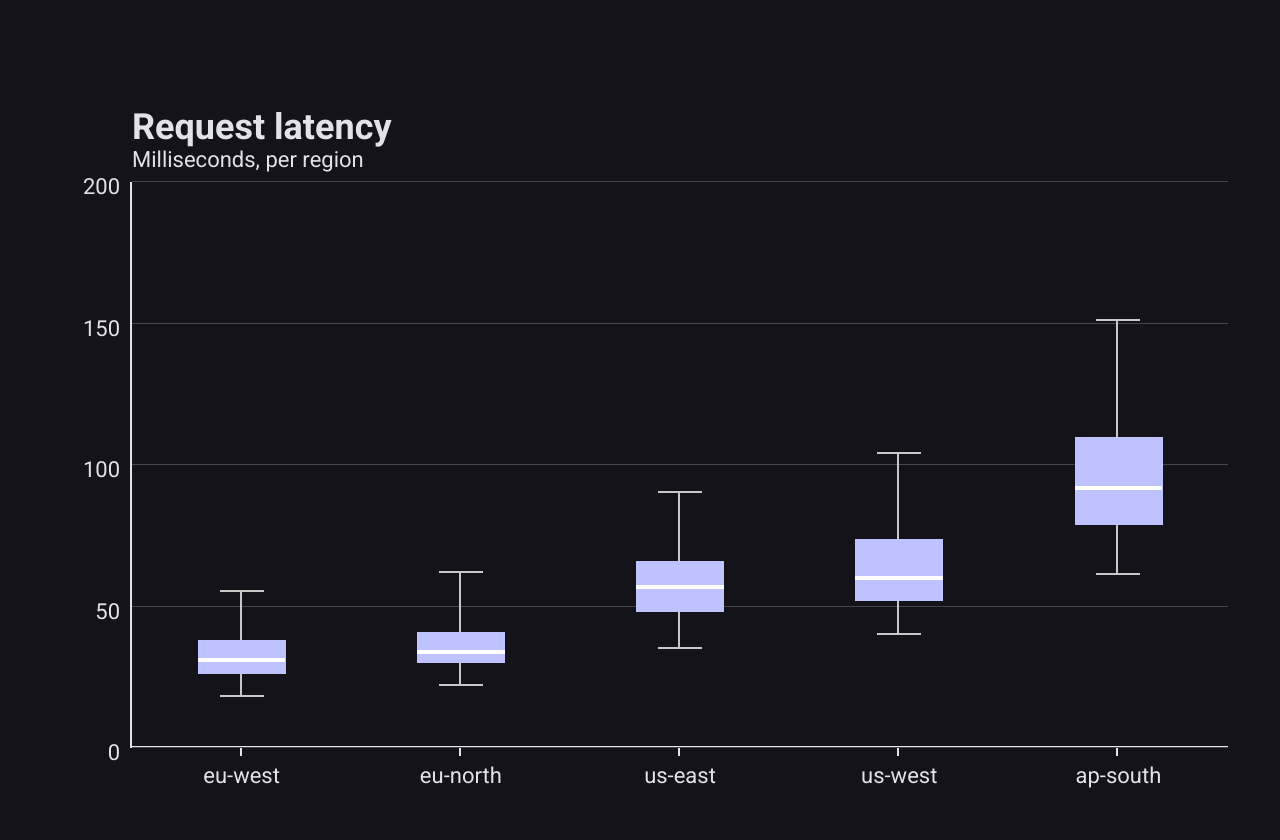 Request latency
Milliseconds, per region
200
150
100
50
0
eu-west eu-north us-east us-west ap-south